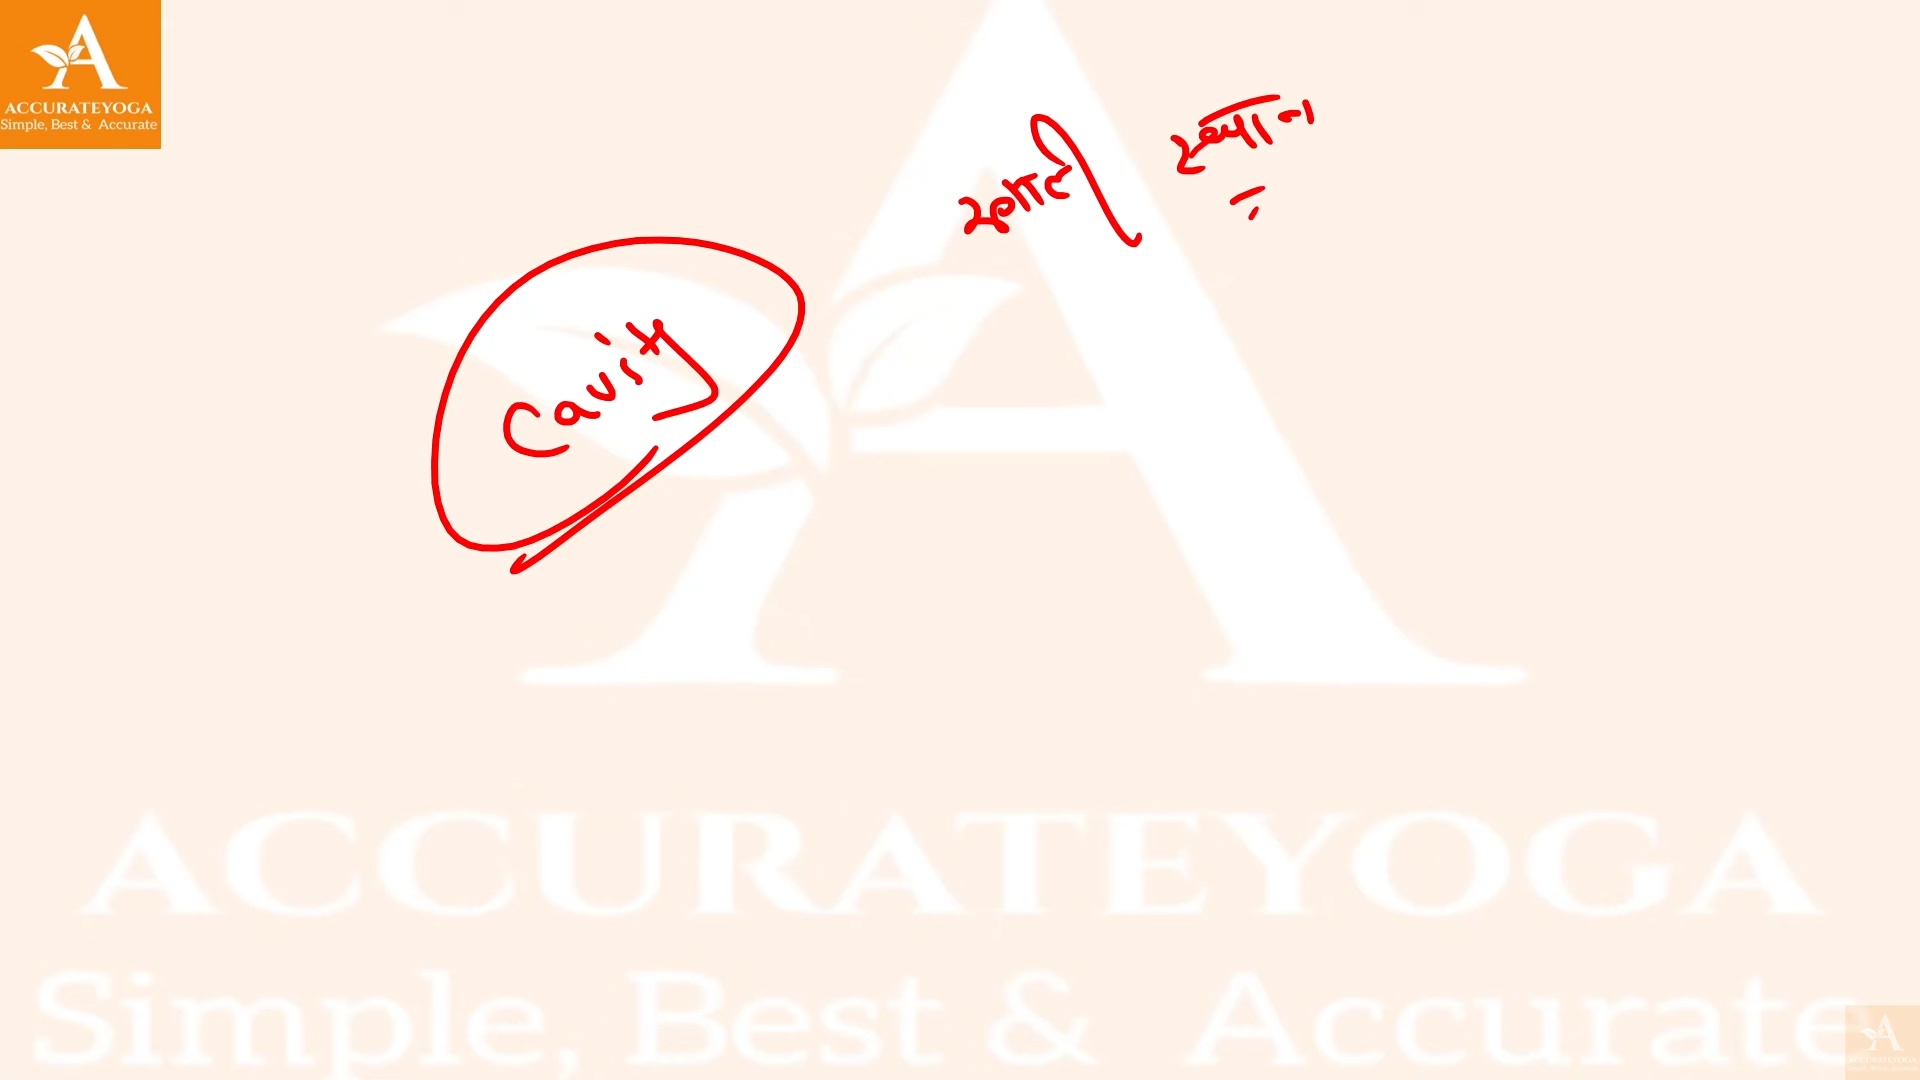 ACCURATEYOGA
Simple, Best & Accurate
खाली स्थान
Cavity
ACCURATEYOGA
Simple, Best & Accurate